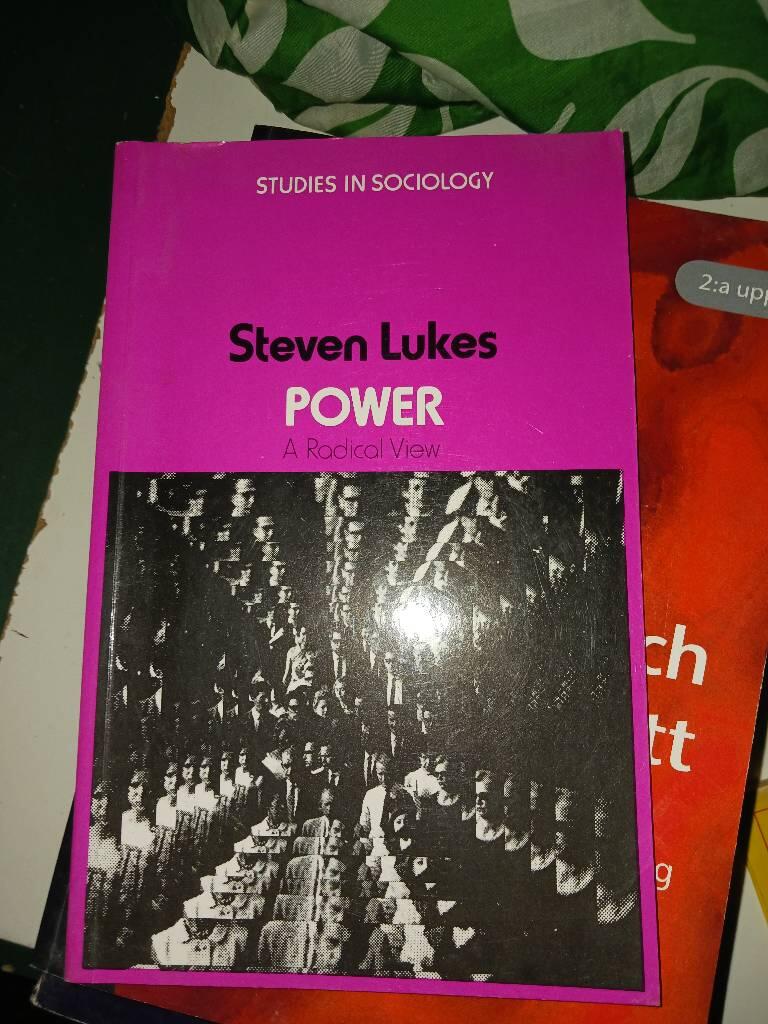 STUDIES IN SOCIOLOGY
Steven Lukes
POWER
A Radical View
2:a upp
ch
tt
g